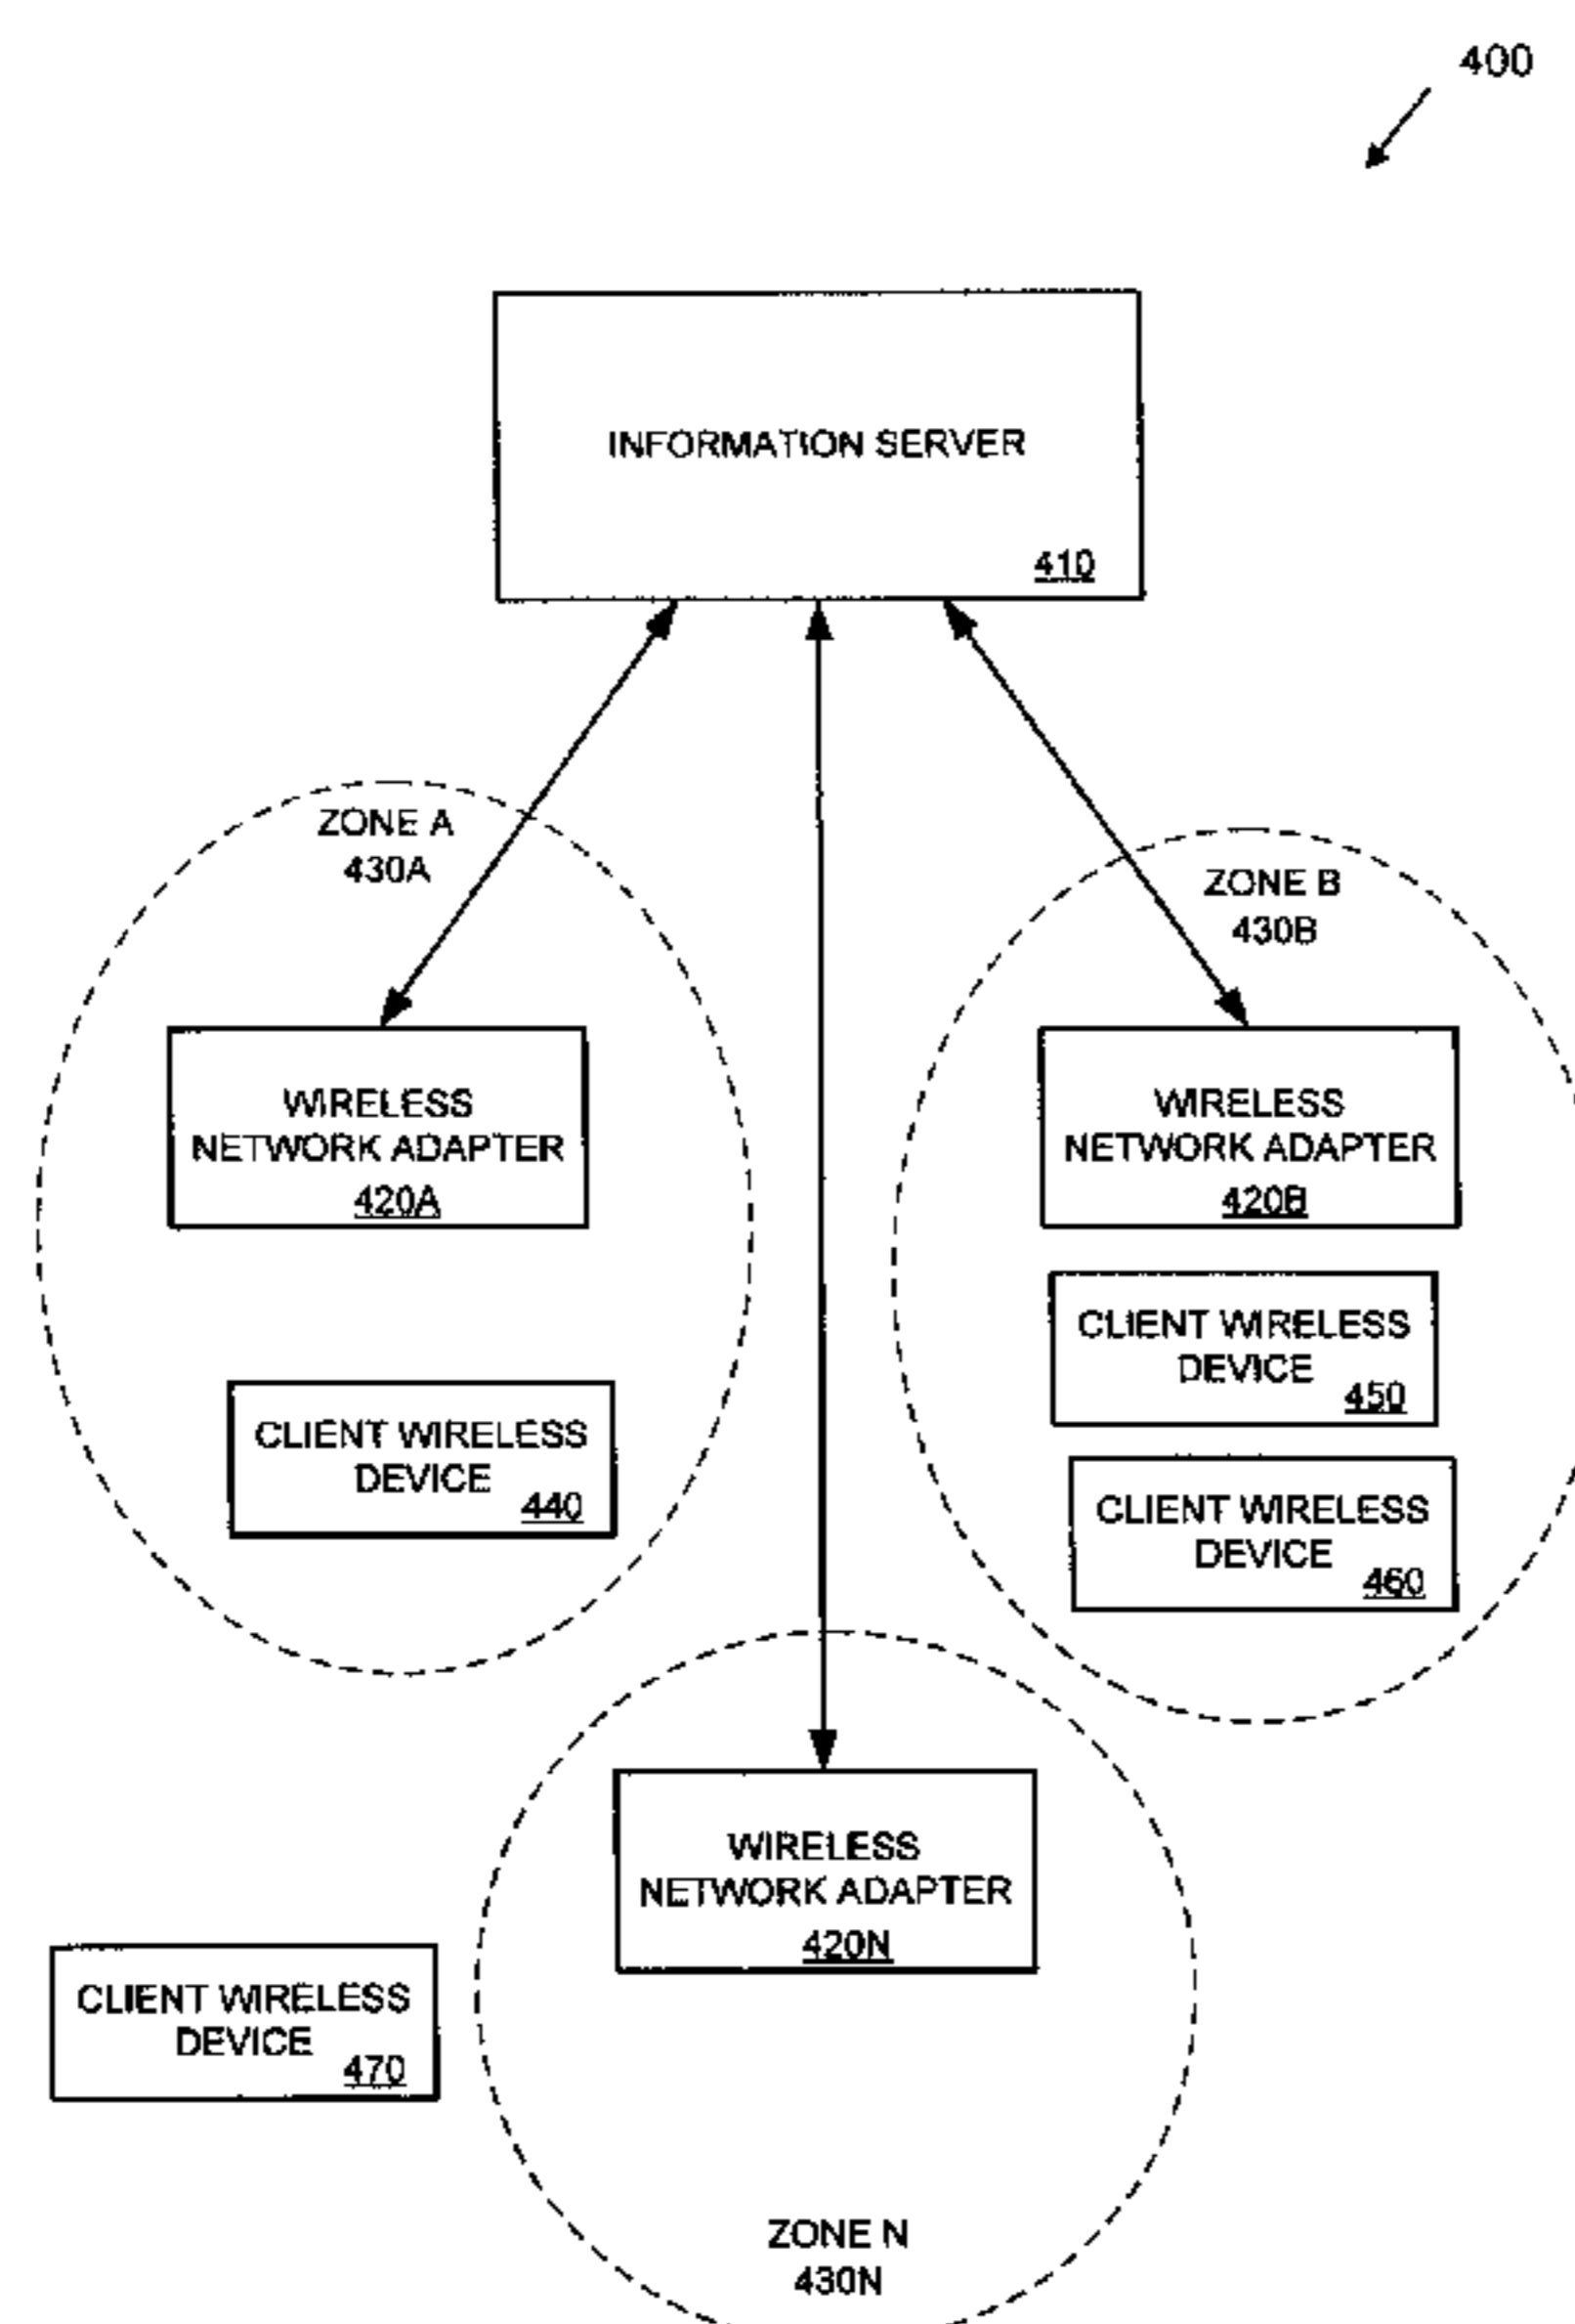 400
INFORMATION SERVER
410
ZONE A
430A
ZONE B
430B
WIRELESS
NETWORK ADAPTER
420A
WIRELESS
NETWORK ADAPTER
420B
CLIENT WIRELESS
DEVICE
450
CLIENT WIRELESS
DEVICE
440
CLIENT WIRELESS
DEVICE
460
WIRELESS
NETWORK ADAPTER
420N
CLIENT WIRELESS
DEVICE
470
ZONE N
430N